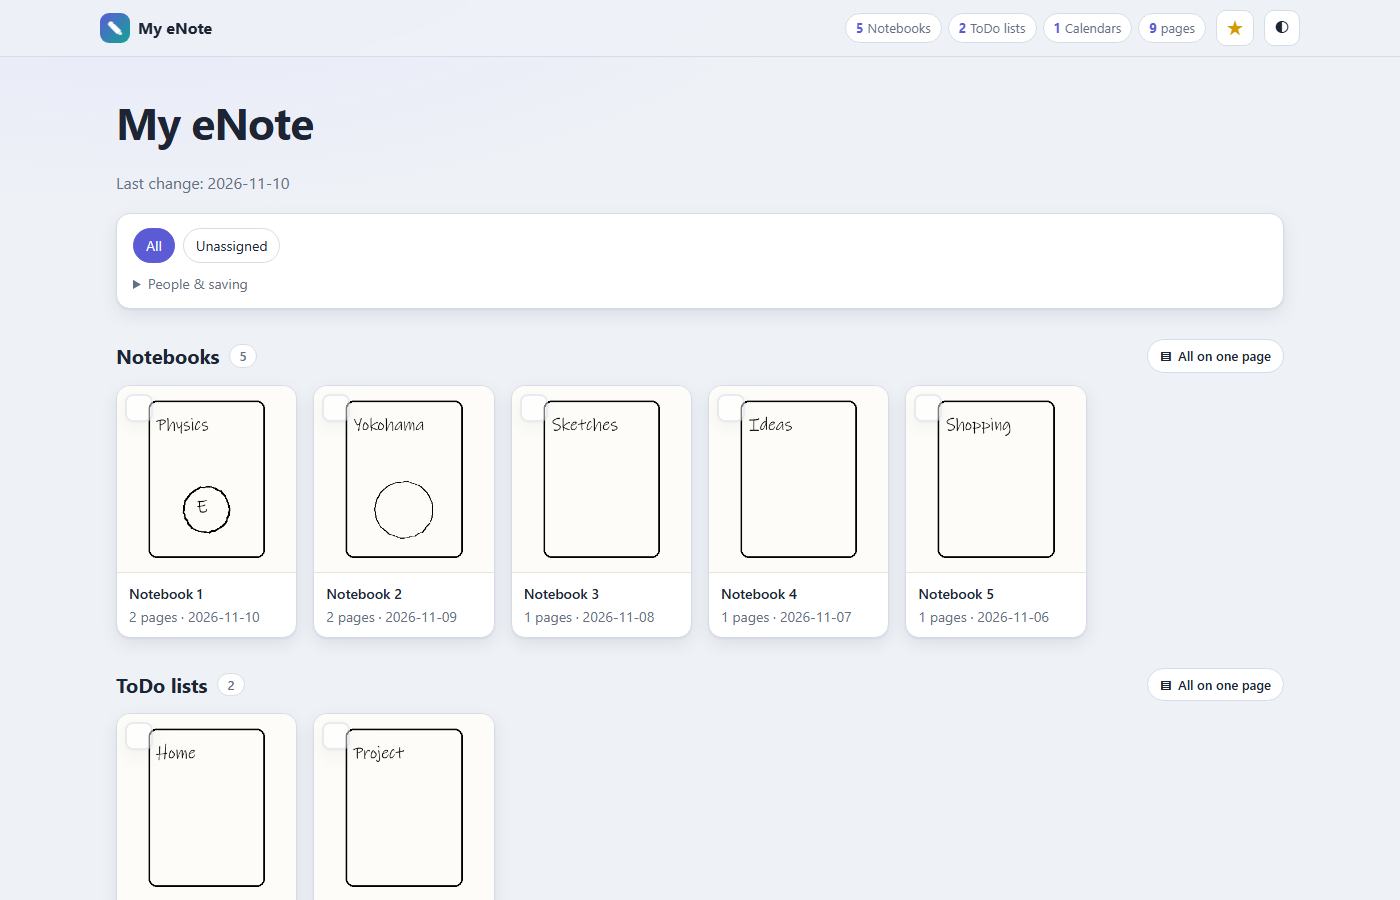 My eNote
5 Notebooks
2 ToDo lists
1 Calendars
9 pages
My eNote
Last change: 2026-11-10
All
Unassigned
People & saving
Notebooks 5
All on one page
Physics
E
Yokohama
Sketches
Ideas
Shopping
Notebook 1
2 pages · 2026-11-10
Notebook 2
2 pages · 2026-11-09
Notebook 3
1 pages · 2026-11-08
Notebook 4
1 pages · 2026-11-07
Notebook 5
1 pages · 2026-11-06
ToDo lists 2
All on one page
Home
Project